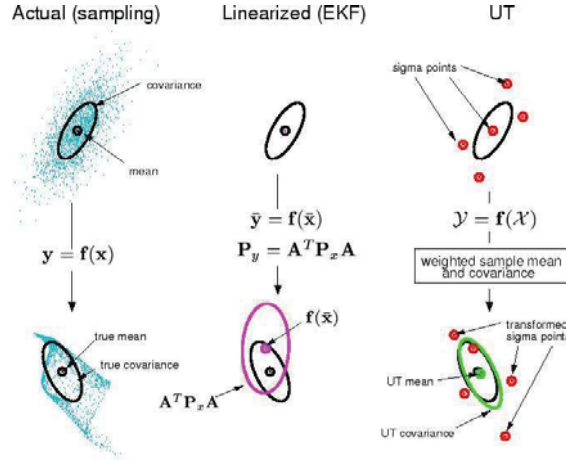 Actual (sampling)
Linearized (EKF)
UT
covariance
mean
sigma points
y = f(x)
ȳ = f(x̄)
P_y = A^T P_x A
𝒴 = f(𝒳)
weighted sample mean
and covariance
true mean
true covariance
f(x̄)
A^T P_x A
transformed
sigma points
UT mean
UT covariance